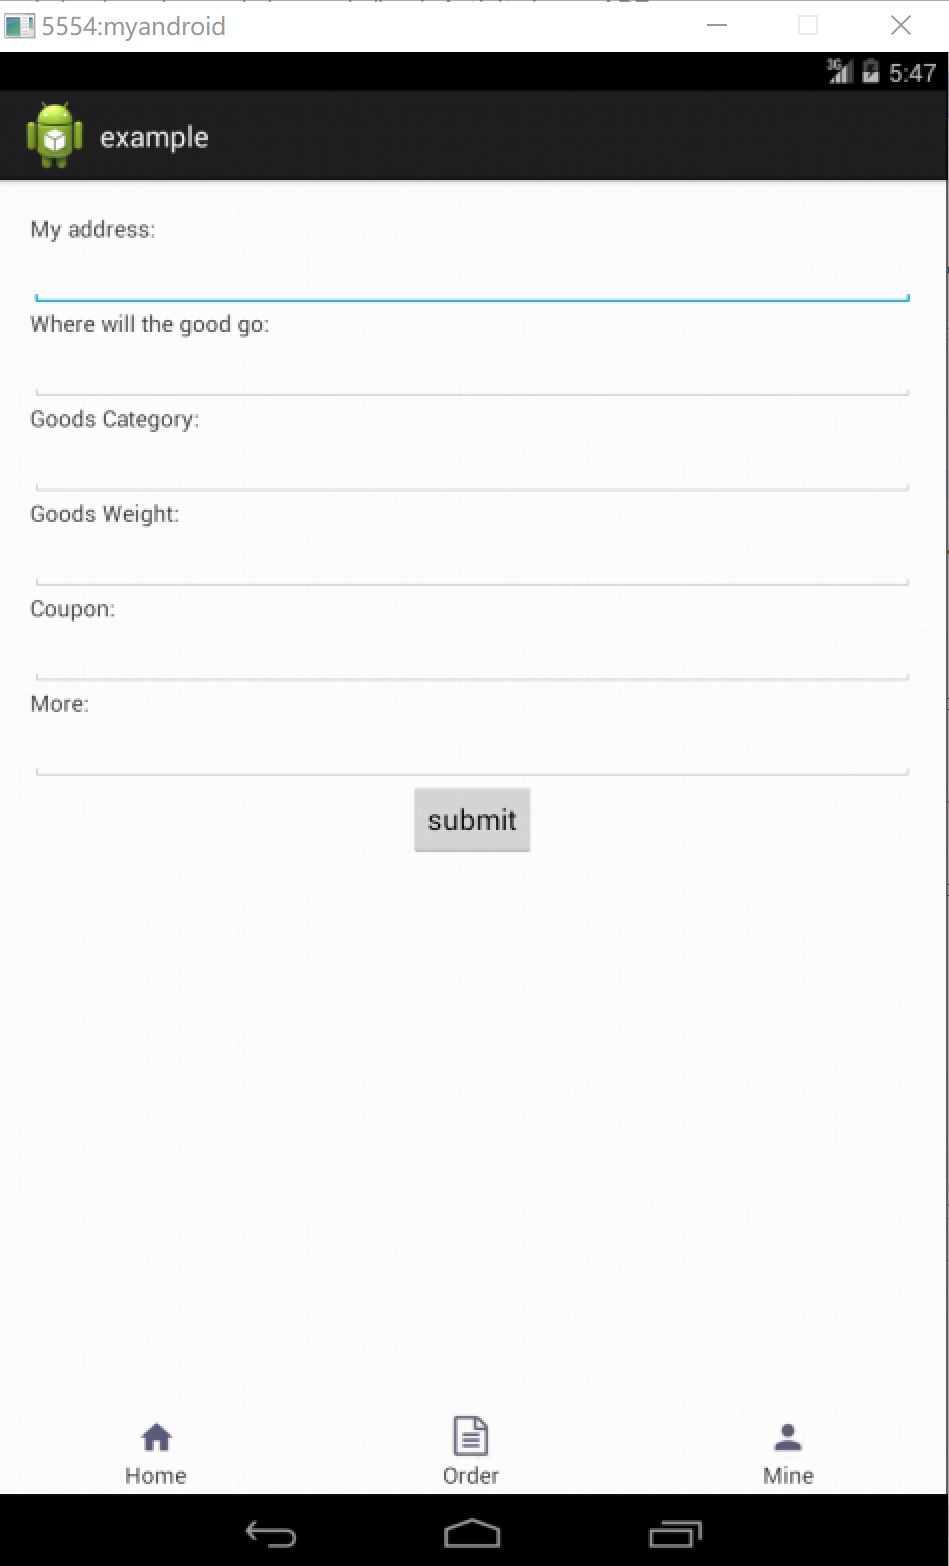 5554:myandroid
3G 5:47
example
My address:
Where will the good go:
Goods Category:
Goods Weight:
Coupon:
More:
submit
Home Order Mine